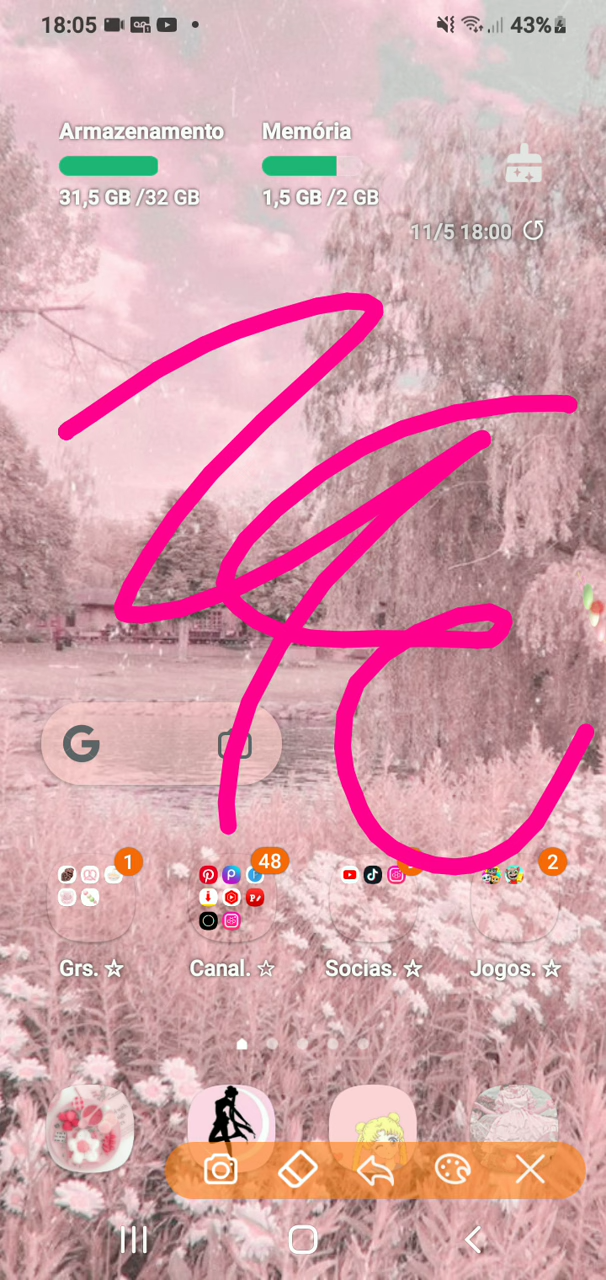 18:05 43%
Armazenamento Memória
31,5 GB /32 GB 1,5 GB /2 GB
11/5 18:00
G
1 48 2
Grs. ☆ Canal. ☆ Socias. ☆ Jogos. ☆